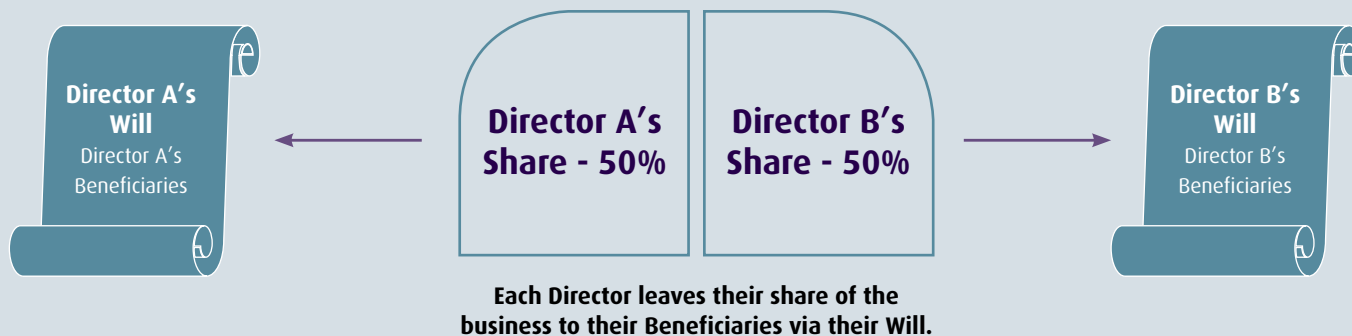 Director A's
Will
Director A's
Beneficiaries
Director A's
Share - 50%
Director B's
Share - 50%
Director B's
Will
Director B's
Beneficiaries
Each Director leaves their share of the
business to their Beneficiaries via their Will.